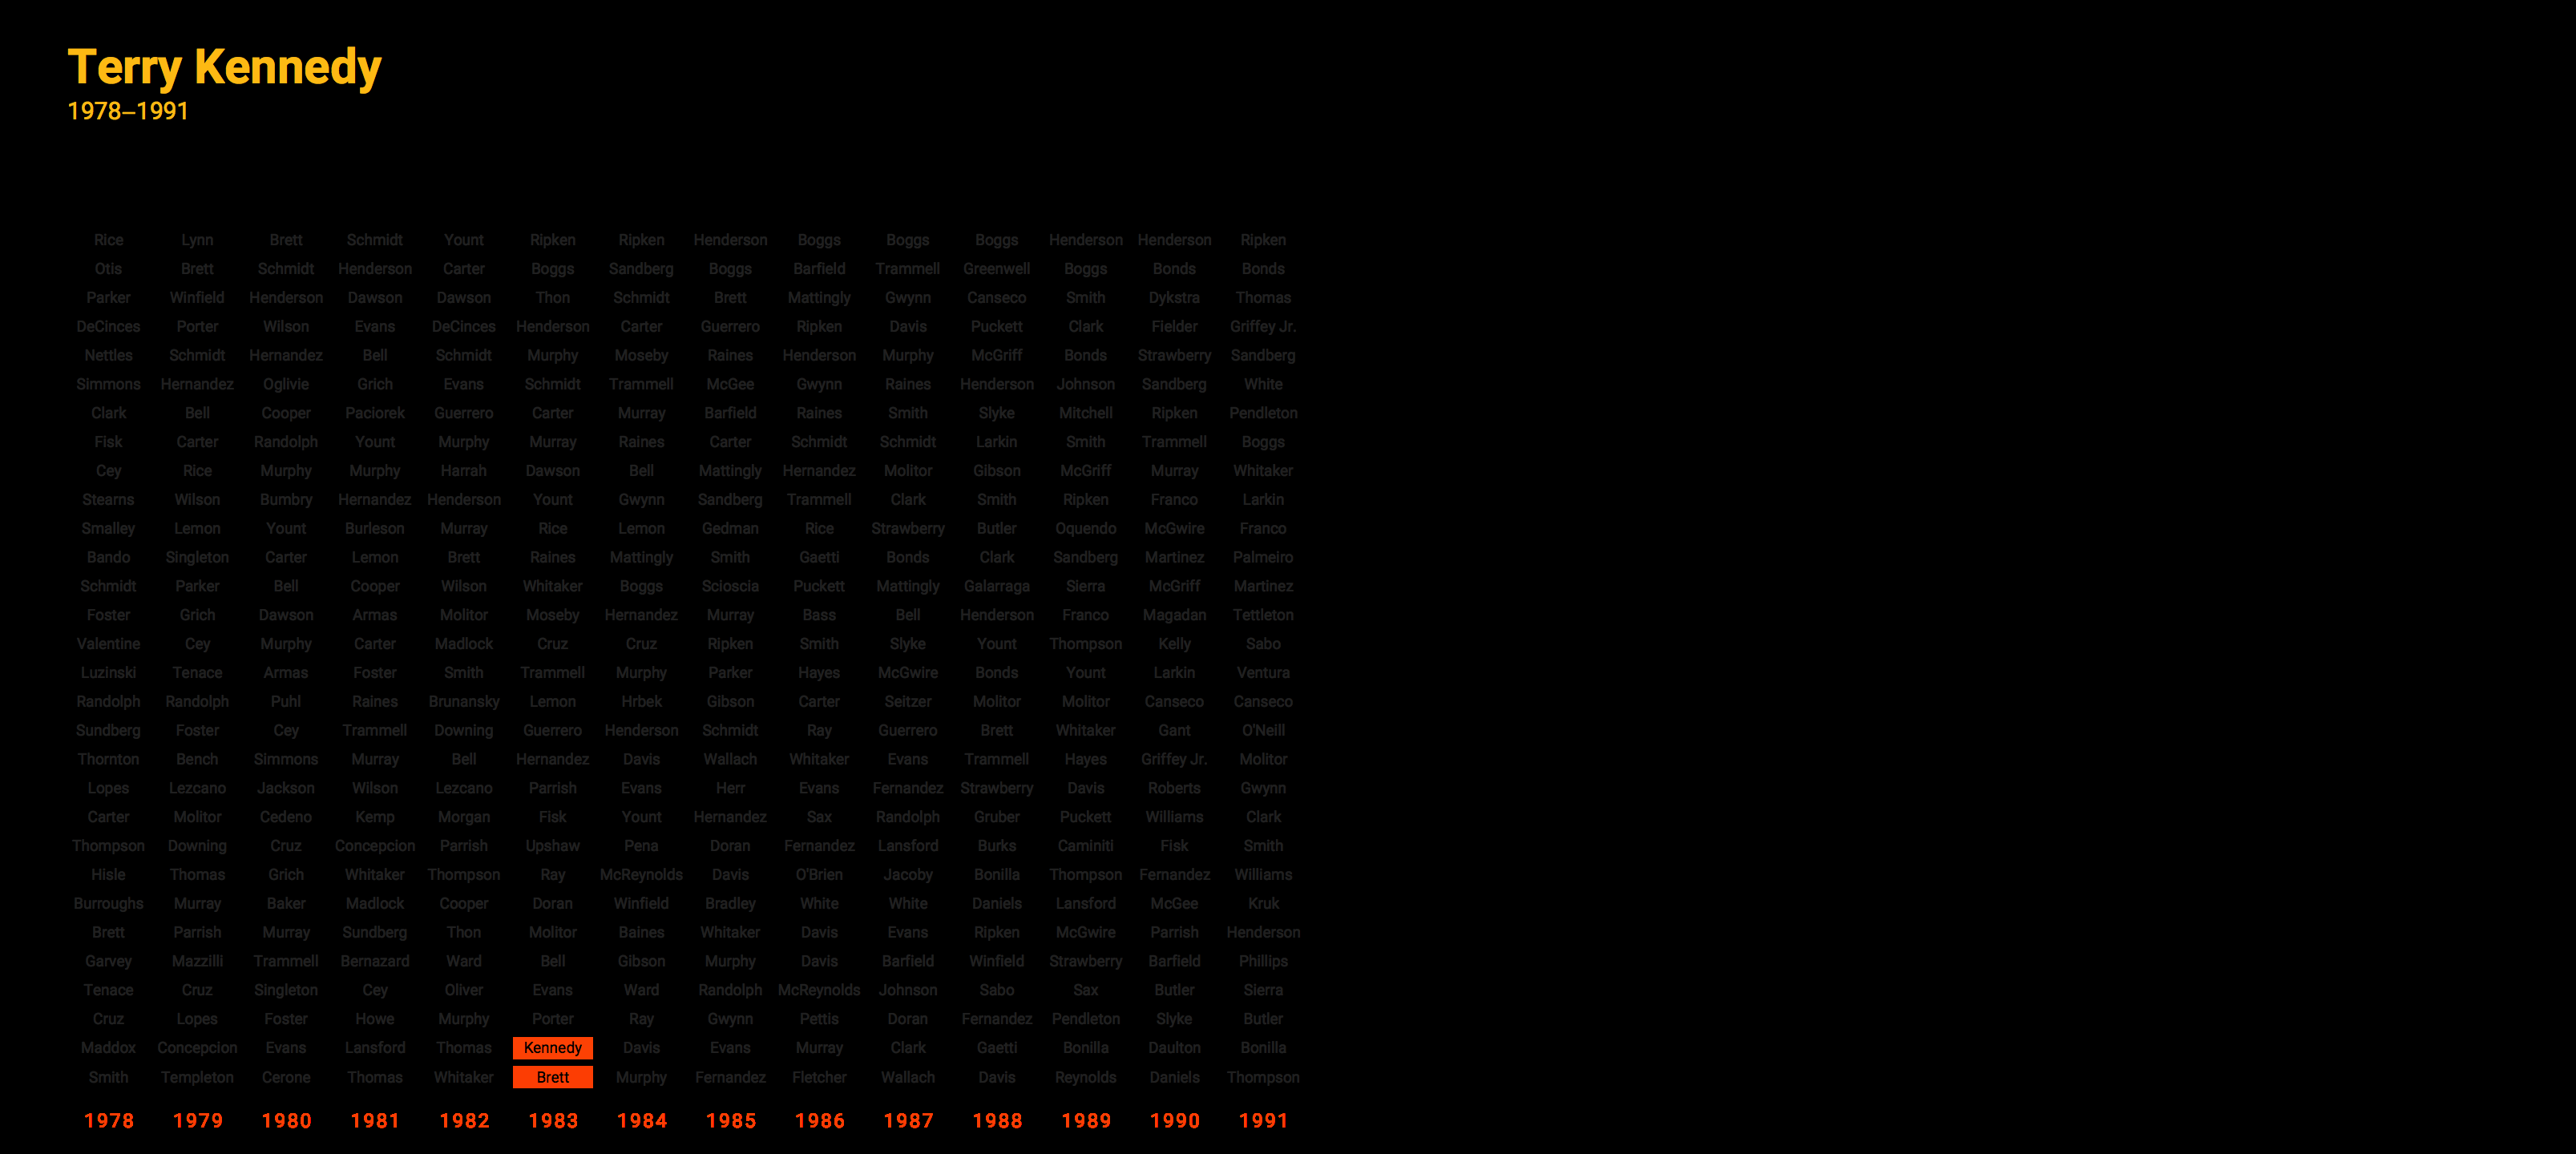 Terry Kennedy
1978–1991
Rice Lynn Brett Schmidt Yount Ripken Ripken Henderson Boggs Boggs Boggs Henderson Henderson Ripken
Otis Brett Schmidt Henderson Carter Boggs Sandberg Boggs Barfield Trammell Greenwell Boggs Bonds Bonds
Parker Winfield Henderson Dawson Dawson Thon Schmidt Brett Mattingly Gwynn Canseco Smith Dykstra Thomas
DeCinces Porter Wilson Evans DeCinces Henderson Carter Guerrero Ripken Davis Puckett Clark Fielder Griffey Jr.
Nettles Schmidt Hernandez Bell Schmidt Murphy Moseby Raines Henderson Murphy McGriff Bonds Strawberry Sandberg
Simmons Hernandez Oglivie Grich Evans Schmidt Trammell McGee Gwynn Raines Henderson Johnson Sandberg White
Clark Bell Cooper Paciorek Guerrero Carter Murray Barfield Raines Smith Slyke Mitchell Ripken Pendleton
Fisk Carter Randolph Yount Murphy Murray Raines Carter Schmidt Schmidt Larkin Smith Trammell Boggs
Cey Rice Murphy Murphy Harrah Dawson Bell Mattingly Hernandez Molitor Gibson McGriff Murray Whitaker
Stearns Wilson Bumbry Hernandez Henderson Yount Gwynn Sandberg Trammell Clark Smith Ripken Franco Larkin
Smalley Lemon Yount Burleson Murray Rice Lemon Gedman Rice Strawberry Butler Oquendo McGwire Franco
Bando Singleton Carter Lemon Brett Raines Mattingly Smith Gaetti Bonds Clark Sandberg Martinez Palmeiro
Schmidt Parker Bell Cooper Wilson Whitaker Boggs Scioscia Puckett Mattingly Galarraga Sierra McGriff Martinez
Foster Grich Dawson Armas Molitor Moseby Hernandez Murray Bass Bell Henderson Franco Magadan Tettleton
Valentine Cey Murphy Carter Madlock Cruz Cruz Ripken Smith Slyke Yount Thompson Kelly Sabo
Luzinski Tenace Armas Foster Smith Trammell Murphy Parker Hayes McGwire Bonds Yount Larkin Ventura
Randolph Randolph Puhl Raines Brunansky Lemon Hrbek Gibson Carter Seitzer Molitor Molitor Canseco Canseco
Sundberg Foster Cey Trammell Downing Guerrero Henderson Schmidt Ray Guerrero Brett Whitaker Gant O'Neill
Thornton Bench Simmons Murray Bell Hernandez Davis Wallach Whitaker Evans Trammell Hayes Griffey Jr. Molitor
Lopes Lezcano Jackson Wilson Lezcano Parrish Evans Herr Evans Fernandez Strawberry Davis Roberts Gwynn
Carter Molitor Cedeno Kemp Morgan Fisk Yount Hernandez Sax Randolph Gruber Puckett Williams Clark
Thompson Downing Cruz Concepcion Parrish Upshaw Pena Doran Fernandez Lansford Burks Caminiti Fisk Smith
Hisle Thomas Grich Whitaker Thompson Ray McReynolds Davis O'Brien Jacoby Bonilla Thompson Fernandez Williams
Burroughs Murray Baker Madlock Cooper Doran Winfield Bradley White White Daniels Lansford McGee Kruk
Brett Parrish Murray Sundberg Thon Molitor Baines Whitaker Davis Evans Ripken McGwire Parrish Henderson
Garvey Mazzilli Trammell Bernazard Ward Bell Gibson Murphy Davis Barfield Winfield Strawberry Barfield Phillips
Tenace Cruz Singleton Cey Oliver Evans Ward Randolph McReynolds Johnson Sabo Sax Butler Sierra
Cruz Lopes Foster Howe Murphy Porter Ray Gwynn Pettis Doran Fernandez Pendleton Slyke Butler
Maddox Concepcion Evans Lansford Thomas Kennedy Davis Evans Murray Clark Gaetti Bonilla Daulton Bonilla
Smith Templeton Cerone Thomas Whitaker Brett Murphy Fernandez Fletcher Wallach Davis Reynolds Daniels Thompson
1978 1979 1980 1981 1982 1983 1984 1985 1986 1987 1988 1989 1990 1991